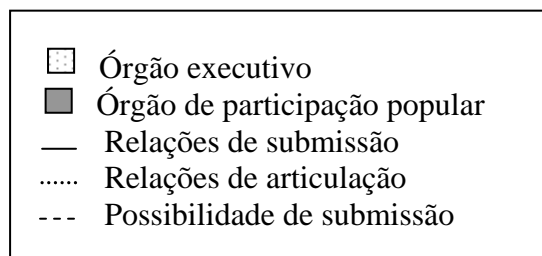 Órgão executivo
Órgão de participação popular
Relações de submissão
Relações de articulação
Possibilidade de submissão